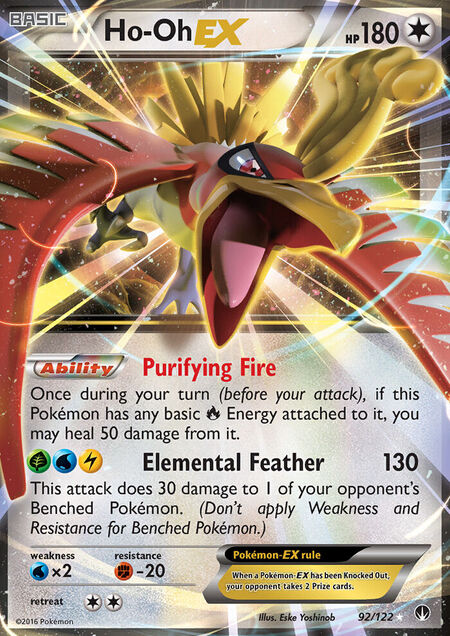 BASIC
Ho-Oh EX
HP 180
Ability Purifying Fire
Once during your turn (before your attack), if this
Pokémon has any basic Energy attached to it, you
may heal 50 damage from it.
Elemental Feather 130
This attack does 30 damage to 1 of your opponent's
Benched Pokémon. (Don't apply Weakness and
Resistance for Benched Pokémon.)
weakness resistance
×2 -20
retreat
Pokémon-EX rule
When a Pokémon-EX has been Knocked Out,
your opponent takes 2 Prize cards.
©2016 Pokémon Illus. Eske Yoshinob 92/122